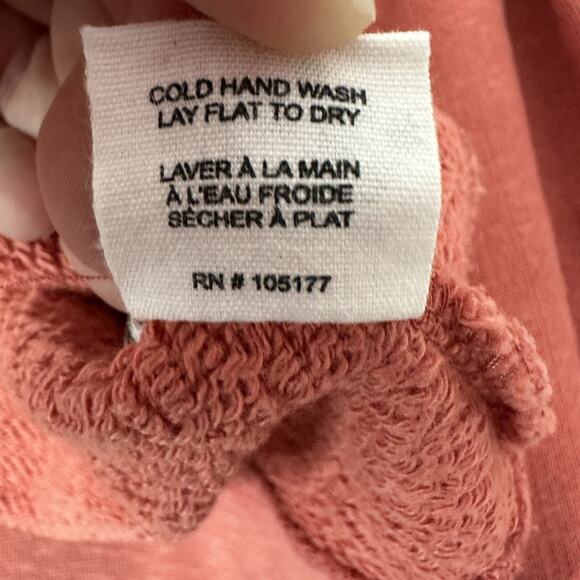 COLD HAND WASH
LAY FLAT TO DRY
LAVER À LA MAIN
À L'EAU FROIDE
SÉCHER À PLAT
RN # 105177